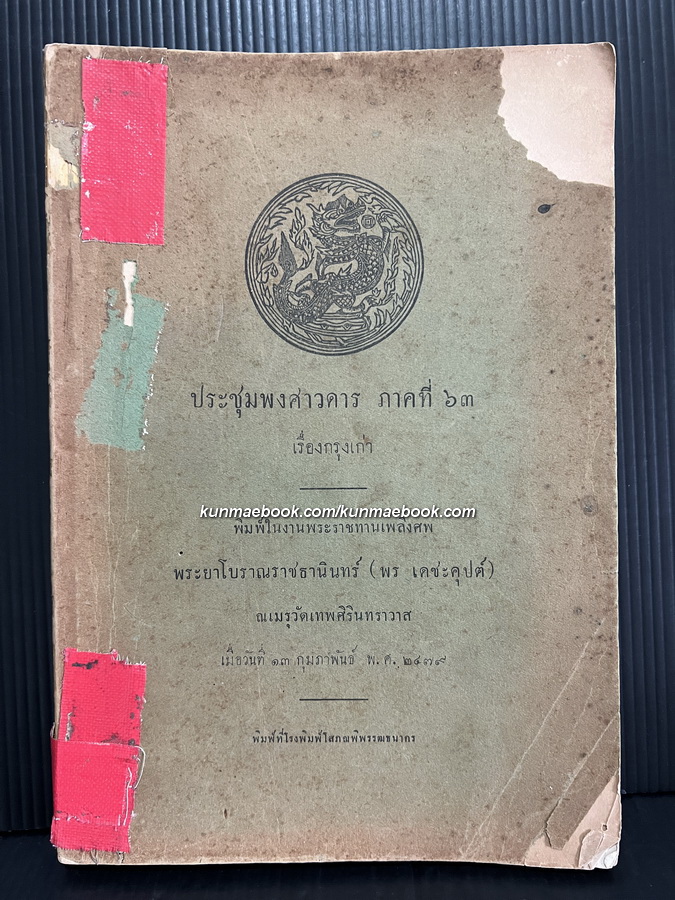 ประชุมพงศาวดาร ภาคที่ ๖๓
เรื่องกรุงเก่า
kunmaebook.com/kunmaebook.com
พิมพ์ในงานพระราชทานเพลิงศพ
พระยาโบราณราชธานินทร์ (พร เดชะคุปต์)
ณเมรุวัดเทพศิรินทราวาส
เมื่อวันที่ ๑๓ กุมภาพันธ์ พ. ศ. ๒๔๗๙
พิมพ์ที่โรงพิมพ์โสภณพิพรรฒธนากร